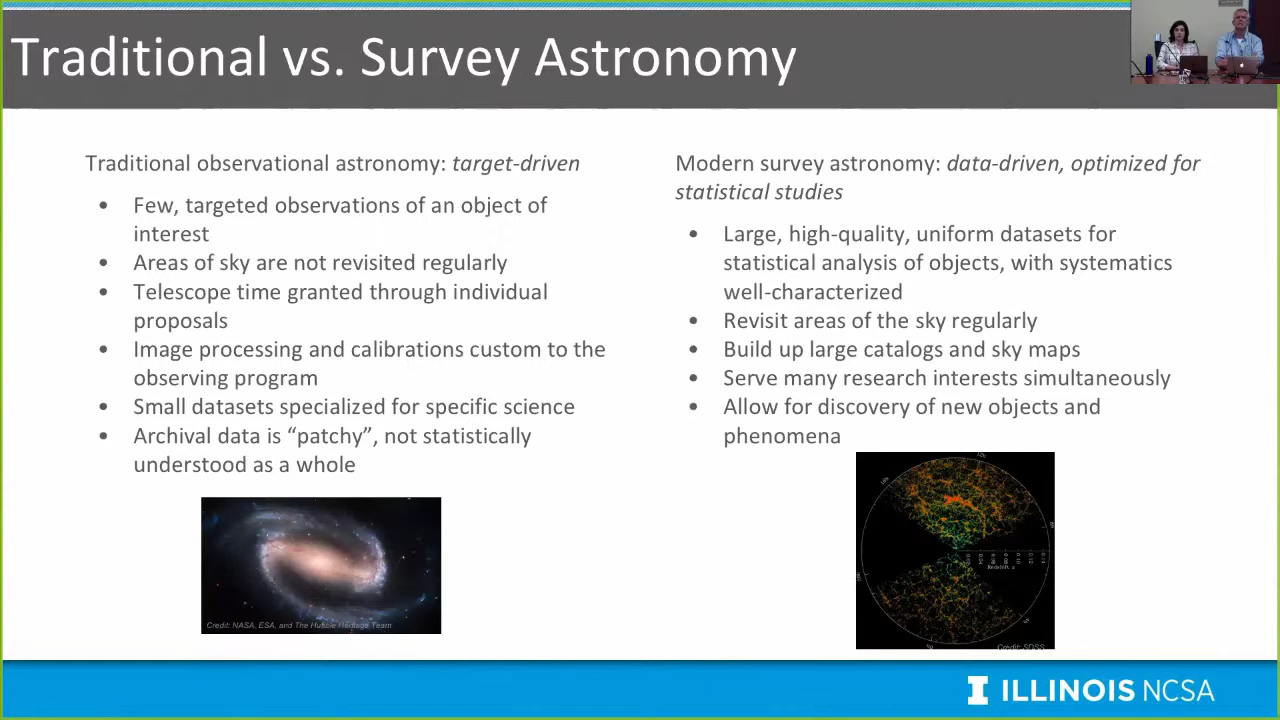 Traditional vs. Survey Astronomy
Traditional observational astronomy: target-driven
• Few, targeted observations of an object of
interest
• Areas of sky are not revisited regularly
• Telescope time granted through individual
proposals
• Image processing and calibrations custom to the
observing program
• Small datasets specialized for specific science
• Archival data is “patchy”, not statistically
understood as a whole
Credit: NASA, ESA, and The Hubble Heritage Team
Modern survey astronomy: data-driven, optimized for
statistical studies
• Large, high-quality, uniform datasets for
statistical analysis of objects, with systematics
well-characterized
• Revisit areas of the sky regularly
• Build up large catalogs and sky maps
• Serve many research interests simultaneously
• Allow for discovery of new objects and
phenomena
Redshift z
Credit: SDSS
ILLINOIS NCSA